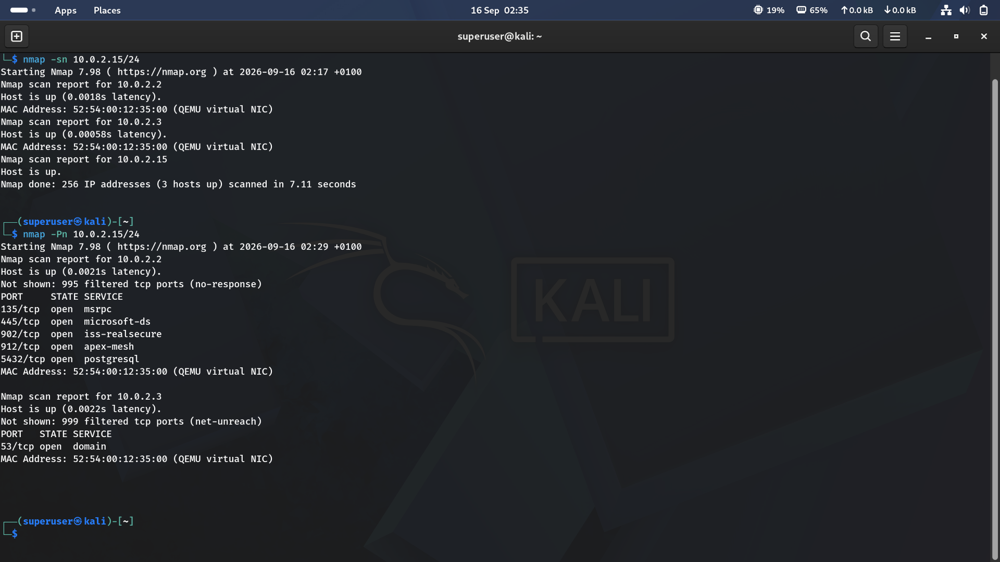 Apps Places 16 Sep 02:35 19% 65% ↑0.0 kB ↓0.0 kB
superuser@kali: ~
└─$ nmap -sn 10.0.2.15/24
Starting Nmap 7.98 ( https://nmap.org ) at 2026-09-16 02:17 +0100
Nmap scan report for 10.0.2.2
Host is up (0.0018s latency).
MAC Address: 52:54:00:12:35:00 (QEMU virtual NIC)
Nmap scan report for 10.0.2.3
Host is up (0.00058s latency).
MAC Address: 52:54:00:12:35:00 (QEMU virtual NIC)
Nmap scan report for 10.0.2.15
Host is up.
Nmap done: 256 IP addresses (3 hosts up) scanned in 7.11 seconds
┌──(superuser㉿kali)-[~]
└─$ nmap -Pn 10.0.2.15/24
Starting Nmap 7.98 ( https://nmap.org ) at 2026-09-16 02:29 +0100
Nmap scan report for 10.0.2.2
Host is up (0.0021s latency).
Not shown: 995 filtered tcp ports (no-response)
PORT     STATE SERVICE
135/tcp  open  msrpc
445/tcp  open  microsoft-ds
902/tcp  open  iss-realsecure
912/tcp  open  apex-mesh
5432/tcp open  postgresql
MAC Address: 52:54:00:12:35:00 (QEMU virtual NIC)
Nmap scan report for 10.0.2.3
Host is up (0.0022s latency).
Not shown: 999 filtered tcp ports (net-unreach)
PORT   STATE SERVICE
53/tcp open  domain
MAC Address: 52:54:00:12:35:00 (QEMU virtual NIC)
┌──(superuser㉿kali)-[~]
└─$
KALI